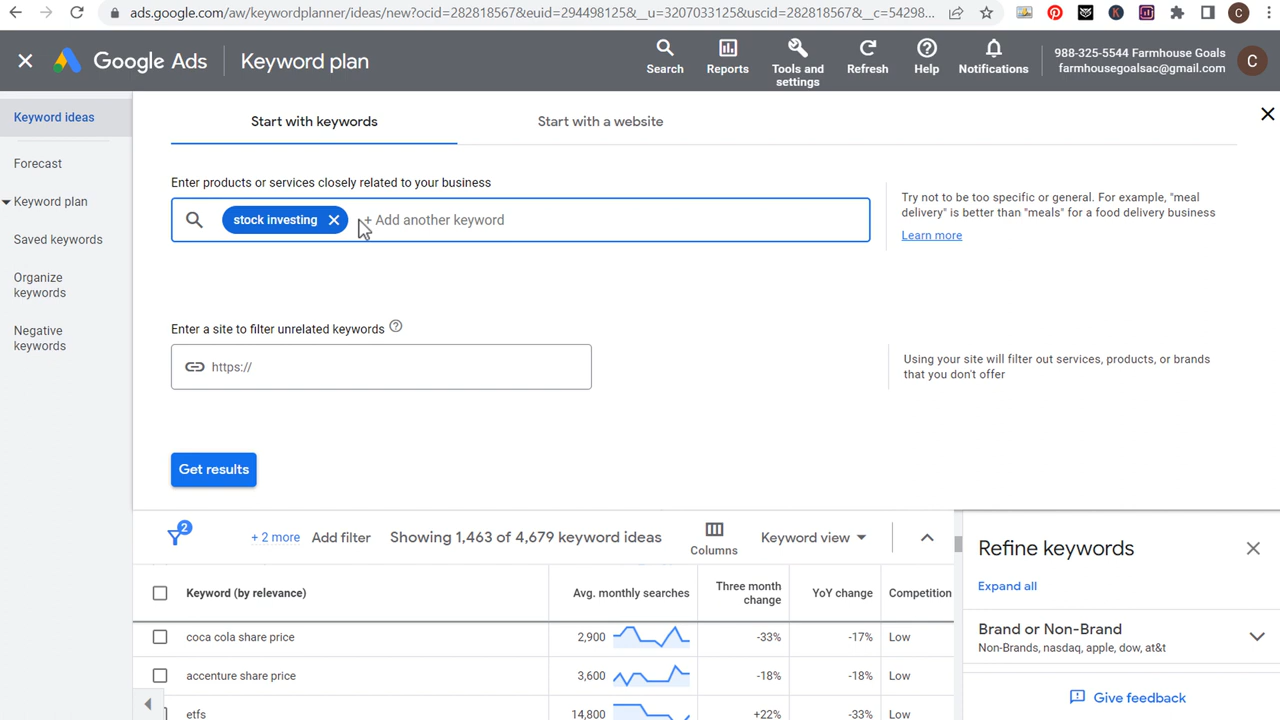 ads.google.com/aw/keywordplanner/ideas/new?ocid=282818567&euid=294498125&__u=3207033125&uscid=282818567&__c=54298...
Google Ads
Keyword plan
Search
Reports
Tools and
settings
Refresh
Help
Notifications
988-325-5544 Farmhouse Goals
farmhousegoalsac@gmail.com
C
C
K
Keyword ideas
Forecast
Keyword plan
Saved keywords
Organize
keywords
Negative
keywords
Start with keywords
Start with a website
Enter products or services closely related to your business
stock investing
+ Add another keyword
Try not to be too specific or general. For example, "meal
delivery" is better than "meals" for a food delivery business
Learn more
Enter a site to filter unrelated keywords
https://
Using your site will filter out services, products, or brands
that you don't offer
Get results
2
+ 2 more
Add filter
Showing 1,463 of 4,679 keyword ideas
Columns
Keyword view
Keyword (by relevance)
Avg. monthly searches
Three month
change
YoY change
Competition
coca cola share price
2,900
-33%
-17%
Low
accenture share price
3,600
-18%
-18%
Low
etfs
14,800
+22%
-33%
Low
Refine keywords
Expand all
Brand or Non-Brand
Non-Brands, nasdaq, apple, dow, at&t
Give feedback